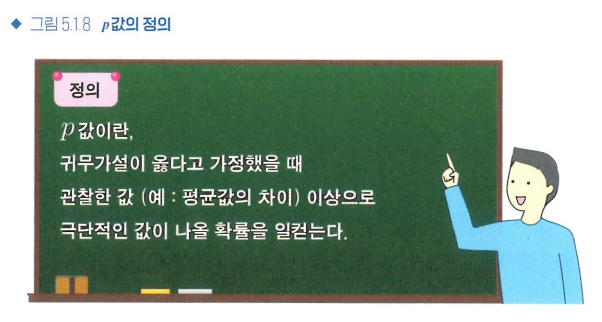 ◆ 그림 5.1.8 p값의 정의
정의
p값이란,
귀무가설이 옳다고 가정했을 때
관찰한 값 (예 : 평균값의 차이) 이상으로
극단적인 값이 나올 확률을 일컫는다.